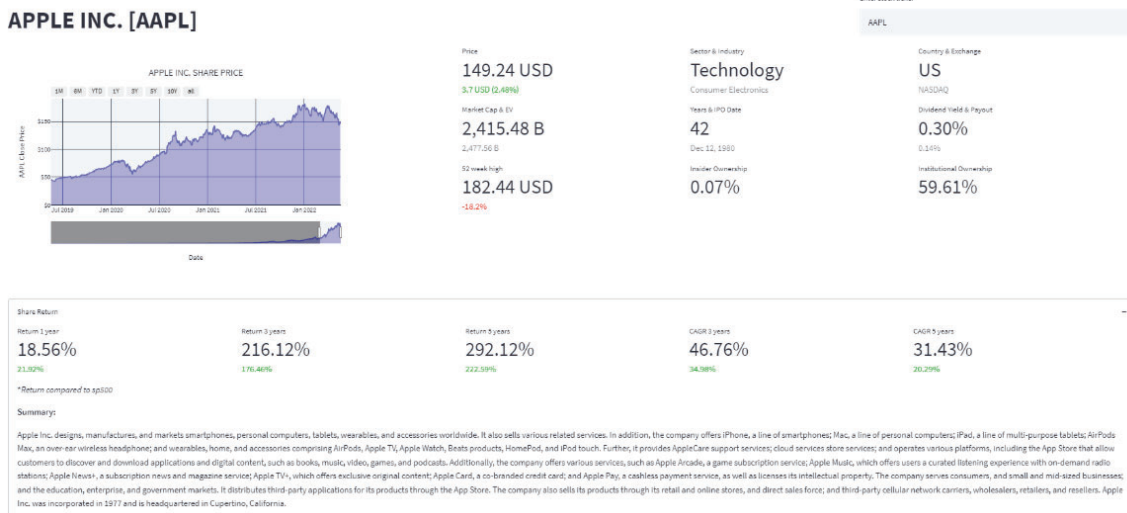 APPLE INC. [AAPL]
AAPL
APPLE INC. SHARE PRICE
1M 6M YTD 1Y 3Y 5Y 10Y all
AAPL Close Price
$150
$100
$50
$0
Jul 2019 Jan 2020 Jul 2020 Jan 2021 Jul 2021 Jan 2022
Date
Price Sector & Industry Country & Exchange
149.24 USD Technology US
3.7 USD (2.48%) Consumer Electronics NASDAQ
Market Cap & EV Years & IPO Date Dividend Yield & Payout
2,415.48 B 42 0.30%
2,477.56 B Dec 12, 1980 0.14%
52 week high Insider Ownership Institutional Ownership
182.44 USD 0.07% 59.61%
-18.2%
Share Return
Return 1 year Return 3 years Return 5 years CAGR 3 years CAGR 5 years
18.56% 216.12% 292.12% 46.76% 31.43%
21.92% 176.46% 222.59% 34.98% 20.29%
*Return compared to sp500
Summary:
Apple Inc. designs, manufactures, and markets smartphones, personal computers, tablets, wearables, and accessories worldwide. It also sells various related services. In addition, the company offers iPhone, a line of smartphones; Mac, a line of personal computers; iPad, a line of multi-purpose tablets; AirPods
Max, an over-ear wireless headphone; and wearables, home, and accessories comprising AirPods, Apple TV, Apple Watch, Beats products, HomePod, and iPod touch. Further, it provides AppleCare support services; cloud services store services; and operates various platforms, including the App Store that allow
customers to discover and download applications and digital content, such as books, music, video, games, and podcasts. Additionally, the company offers various services, such as Apple Arcade, a game subscription service; Apple Music, which offers users a curated listening experience with on-demand radio
stations; Apple News+, a subscription news and magazine service; Apple TV+, which offers exclusive original content; Apple Card, a co-branded credit card; and Apple Pay, a cashless payment service, as well as licenses its intellectual property. The company serves consumers, and small and mid-sized businesses;
and the education, enterprise, and government markets. It distributes third-party applications for its products through the App Store. The company also sells its products through its retail and online stores, and direct sales force; and third-party cellular network carriers, wholesalers, retailers, and resellers. Apple
Inc. was incorporated in 1977 and is headquartered in Cupertino, California.